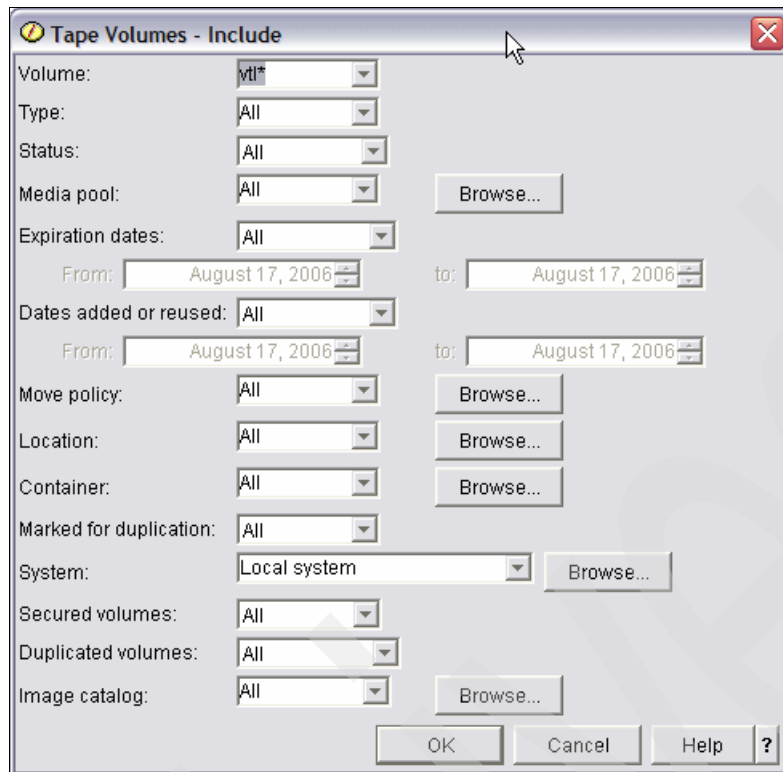 Tape Volumes - Include
Volume: vtl*
Type: All
Status: All
Media pool: All Browse...
Expiration dates: All
From: August 17, 2006 to: August 17, 2006
Dates added or reused: All
From: August 17, 2006 to: August 17, 2006
Move policy: All Browse...
Location: All Browse...
Container: All Browse...
Marked for duplication: All
System: Local system Browse...
Secured volumes: All
Duplicated volumes: All
Image catalog: All Browse...
OK Cancel Help ?